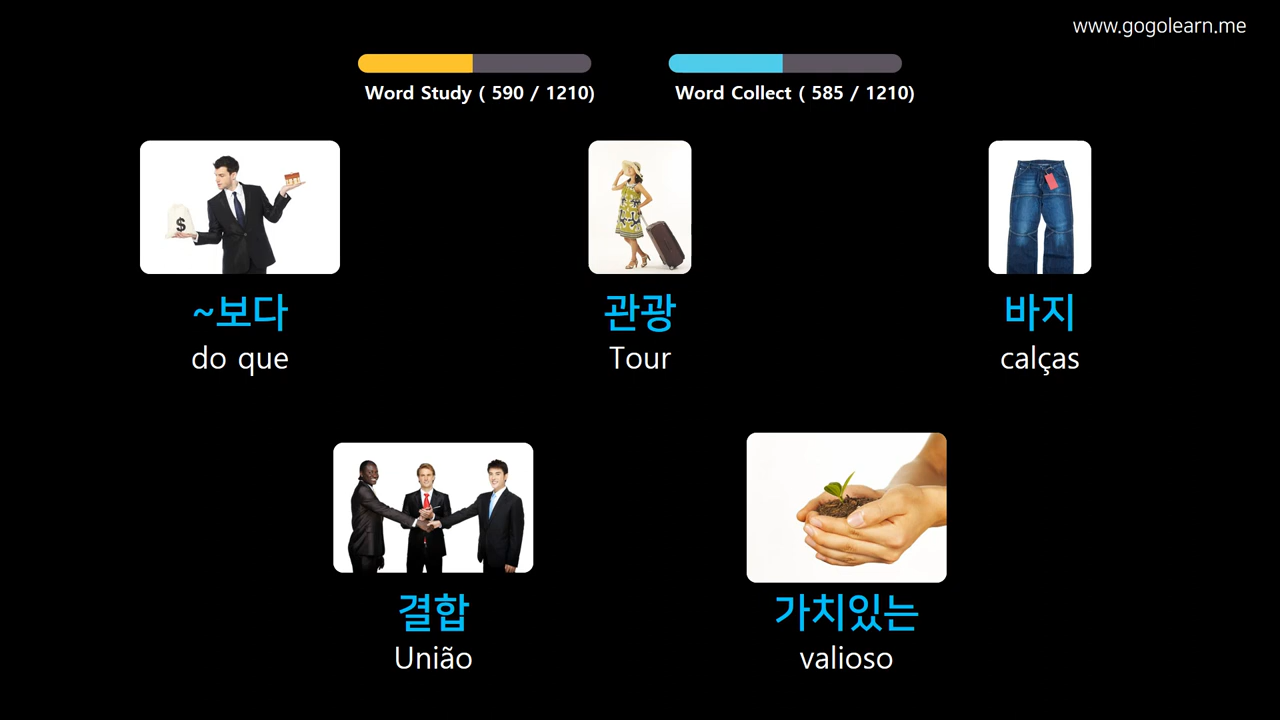 www.gogolearn.me
Word Study ( 590 / 1210)
Word Collect ( 585 / 1210)
$
~보다
do que
관광
Tour
바지
calças
결합
União
가치있는
valioso